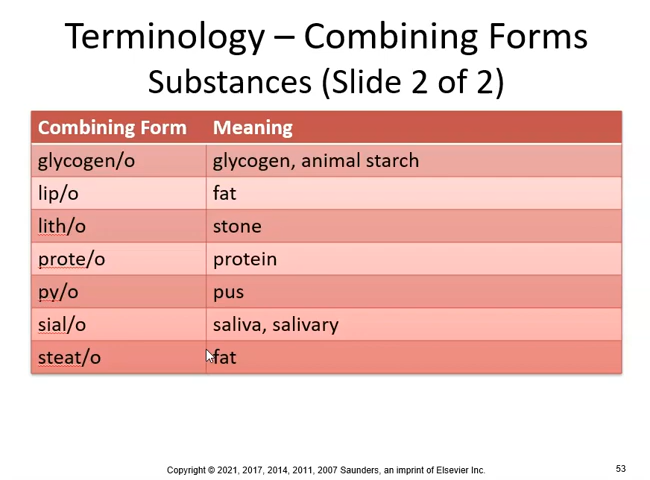 Terminology – Combining Forms
Substances (Slide 2 of 2)
Combining Form Meaning
glycogen/o glycogen, animal starch
lip/o fat
lith/o stone
prote/o protein
py/o pus
sial/o saliva, salivary
steat/o fat
Copyright © 2021, 2017, 2014, 2011, 2007 Saunders, an imprint of Elsevier Inc. 53